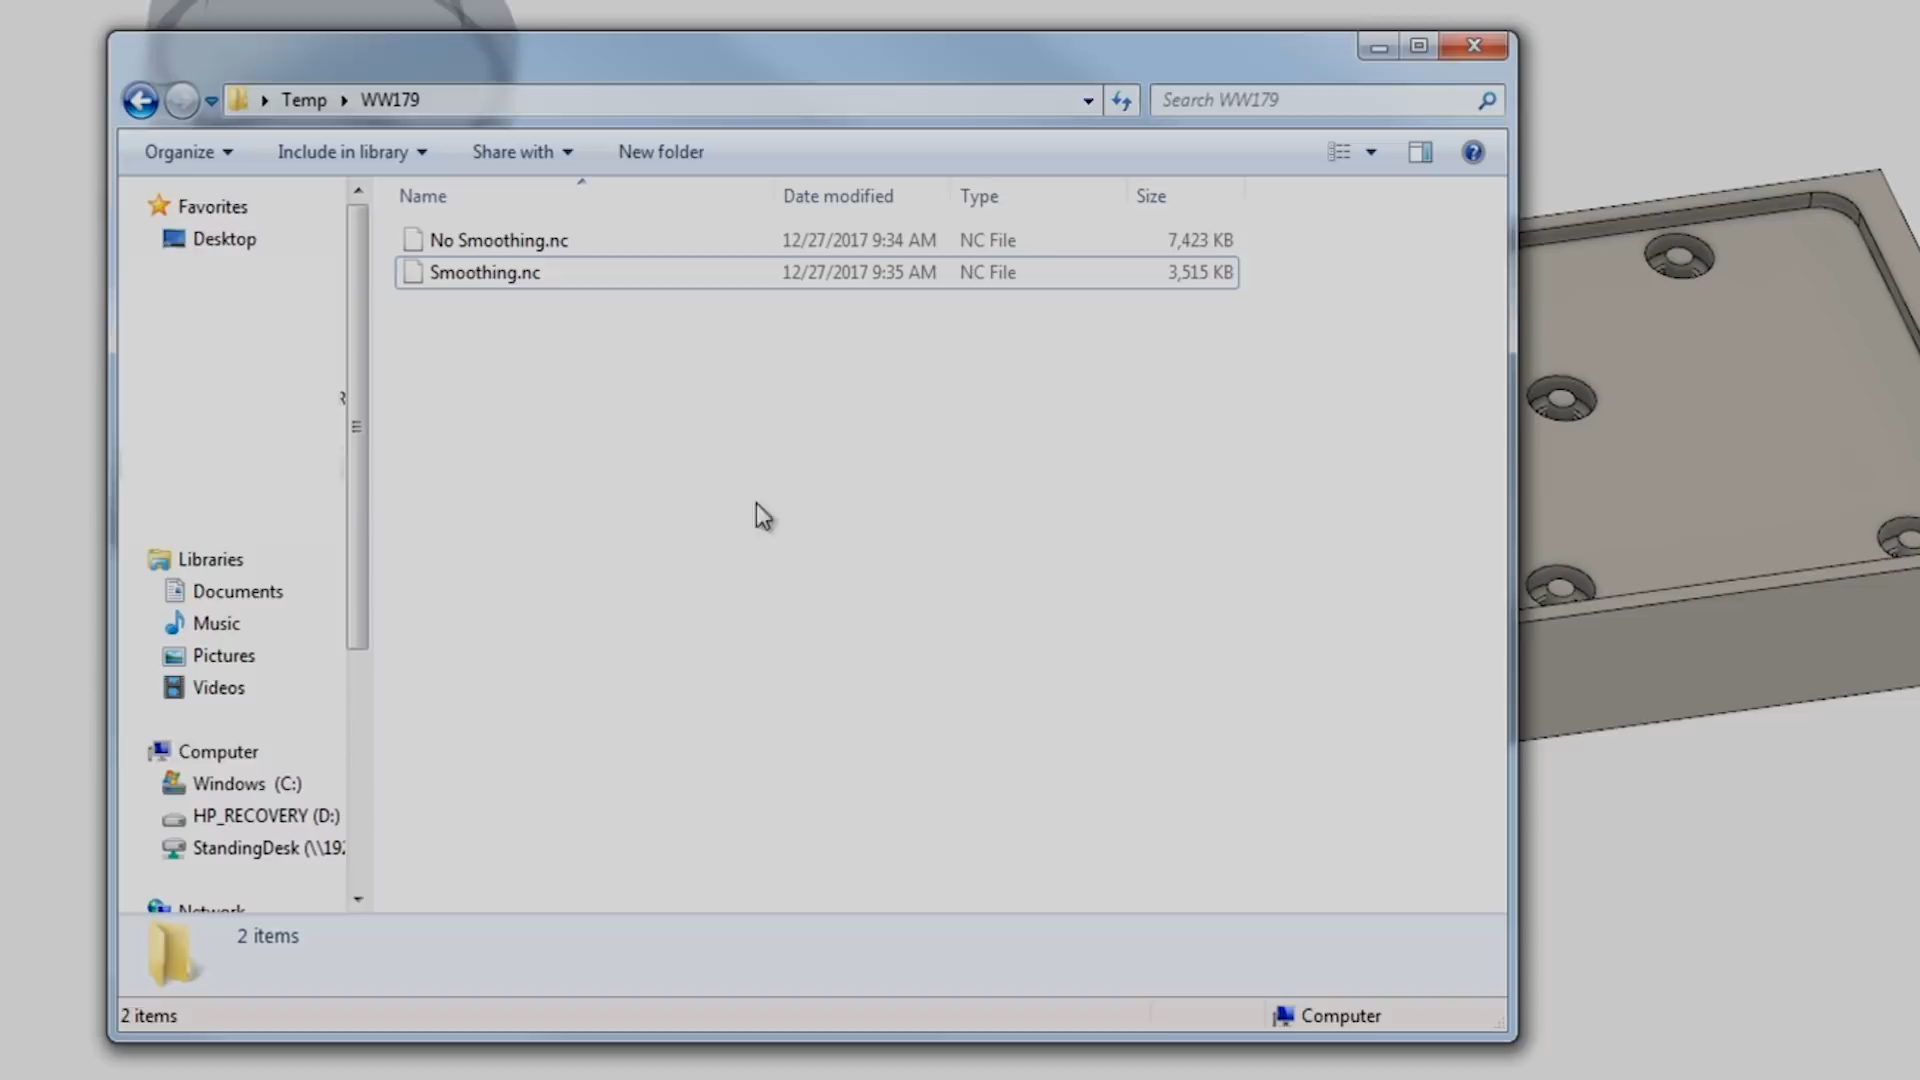 Temp WW179
Search WW179
Organize Include in library Share with New folder
Name Date modified Type Size
No Smoothing.nc 12/27/2017 9:34 AM NC File 7,423 KB
Smoothing.nc 12/27/2017 9:35 AM NC File 3,515 KB
Favorites
Desktop
Libraries
Documents
Music
Pictures
Videos
Computer
Windows (C:)
HP_RECOVERY (D:)
StandingDesk (\\192
Network
2 items
2 items
Computer